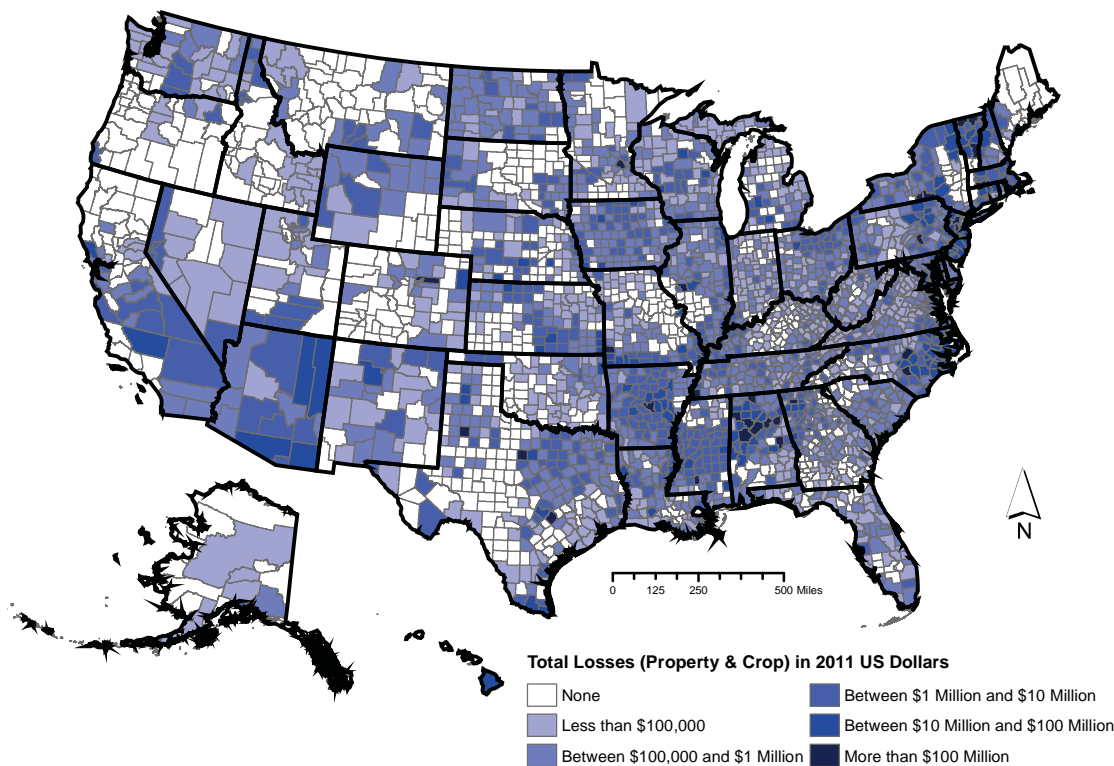 N
0 125 250 500 Miles
Total Losses (Property & Crop) in 2011 US Dollars
None
Less than $100,000
Between $100,000 and $1 Million
Between $1 Million and $10 Million
Between $10 Million and $100 Million
More than $100 Million